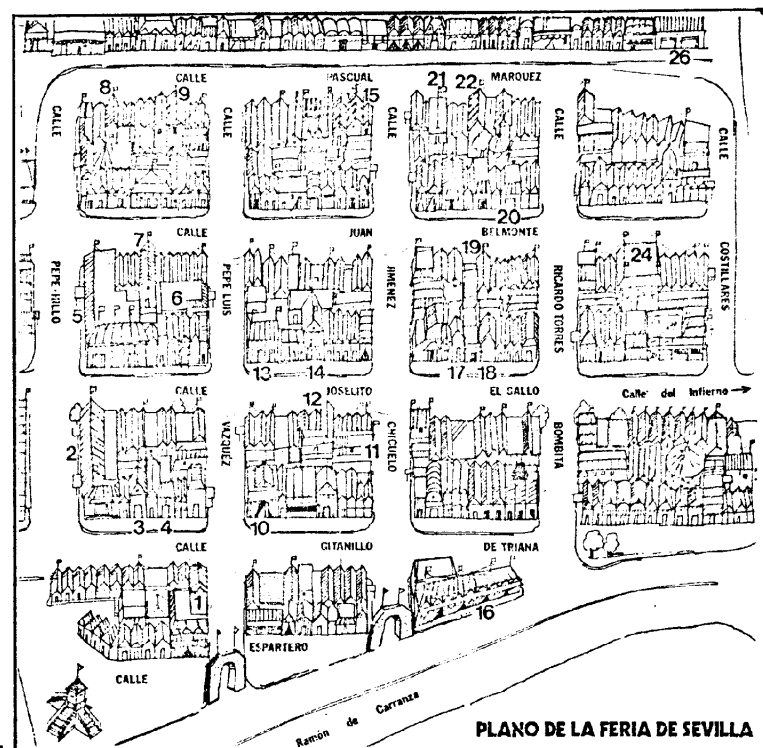 26
CALLE PASCUAL MARQUEZ
8 9 15 21 22
CALLE CALLE CALLE CALLE CALLE
20
7 CALLE JUAN BELMONTE
19
24
PEPE HILLO PEPE LUIS JIMENEZ RICARDO TORRES COSTILLARES
6
5
13 14 17 18
CALLE JOSELITO EL GALLO Calle del Infierno
12
2 11
VAZQUEZ CHICUELO BOMBITA
3 4 10
CALLE GITANILLO DE TRIANA
1
16
ESPARTERO
CALLE
Ramón de Carranza
PLANO DE LA FERIA DE SEVILLA